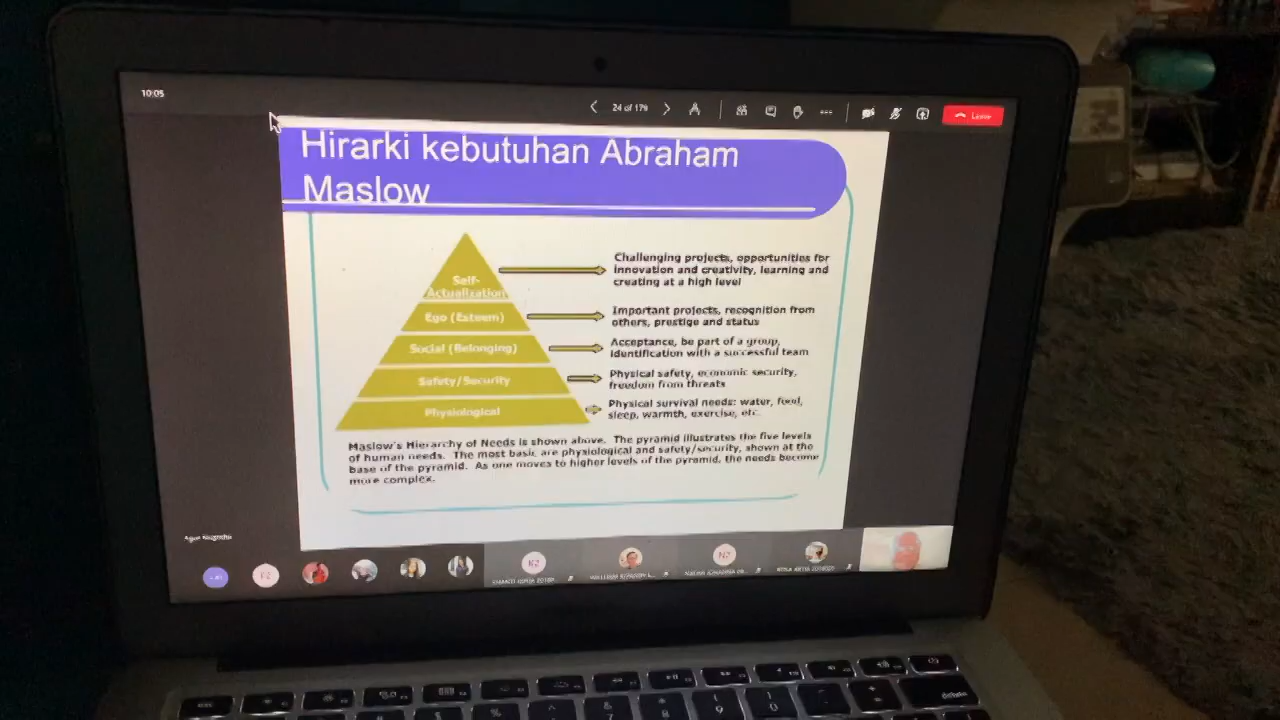 10:05
24 of 179
Leave
Hirarki kebutuhan Abraham
Maslow
Self-
Actualization
Challenging projects, opportunities for
innovation and creativity, learning and
creating at a high level
Ego (Esteem)
Important projects, recognition from
others, prestige and status
Social (Belonging)
Acceptance, be part of a group,
identification with a successful team
Safety/Security
Physical safety, economic security,
freedom from threats
Physiological
Physical survival needs: water, food,
sleep, warmth, exercise, etc.
Maslow's Hierarchy of Needs is shown above. The pyramid illustrates the five levels
of human needs. The most basic are physiological and safety/security, shown at the
base of the pyramid. As one moves to higher levels of the pyramid, the needs become
more complex.